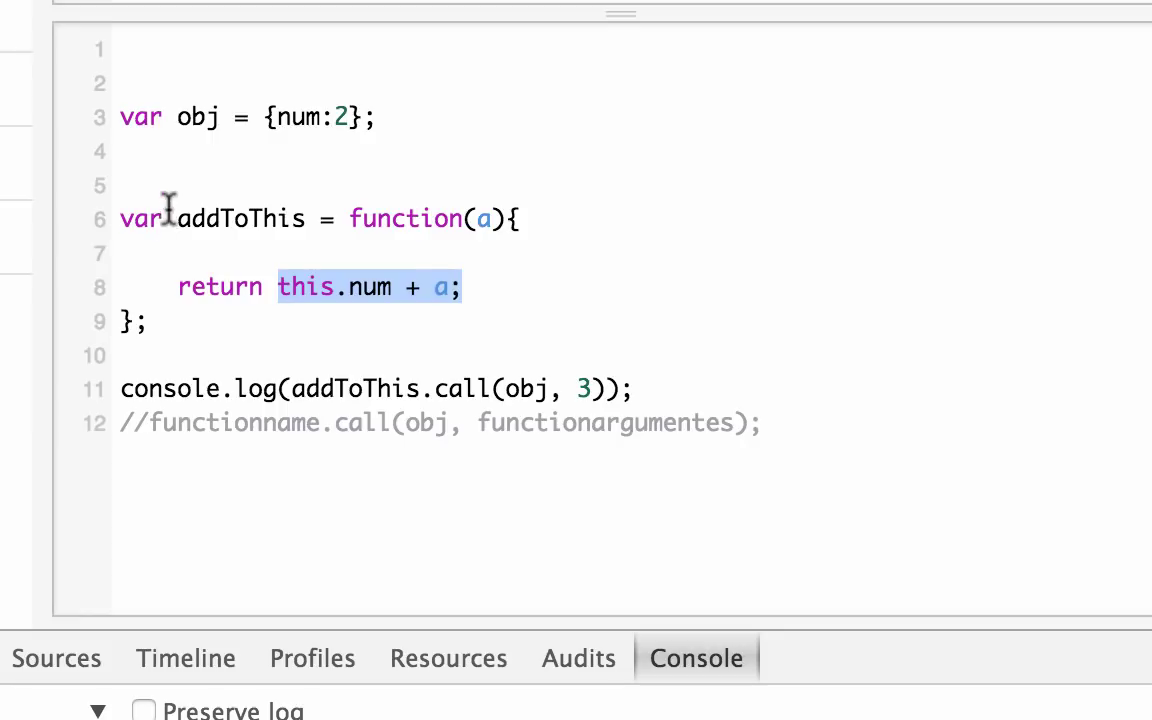 1
2
3 var obj = {num:2};
4
5
6 var addToThis = function(a){
7
8 return this.num + a;
9 };
10
11 console.log(addToThis.call(obj, 3));
12 //functionname.call(obj, functionargumentes);
Sources Timeline Profiles Resources Audits Console
▼ Preserve log